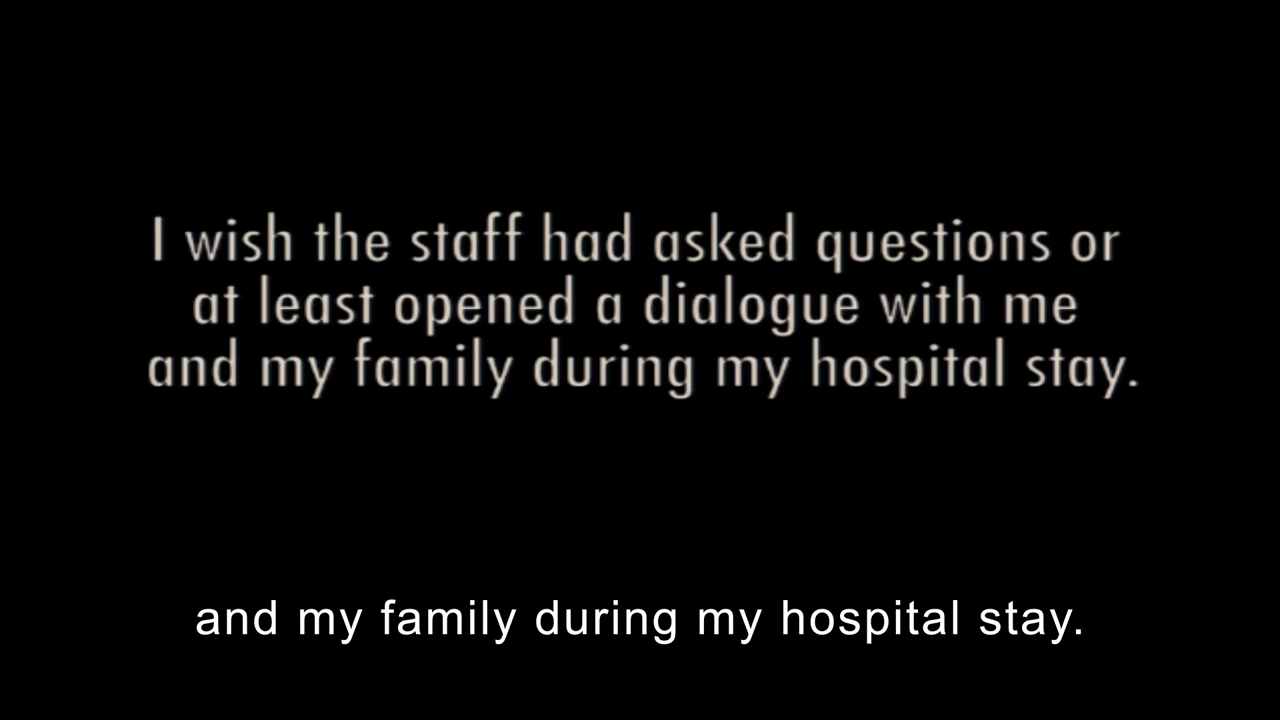 I wish the staff had asked questions or
at least opened a dialogue with me
and my family during my hospital stay.
and my family during my hospital stay.